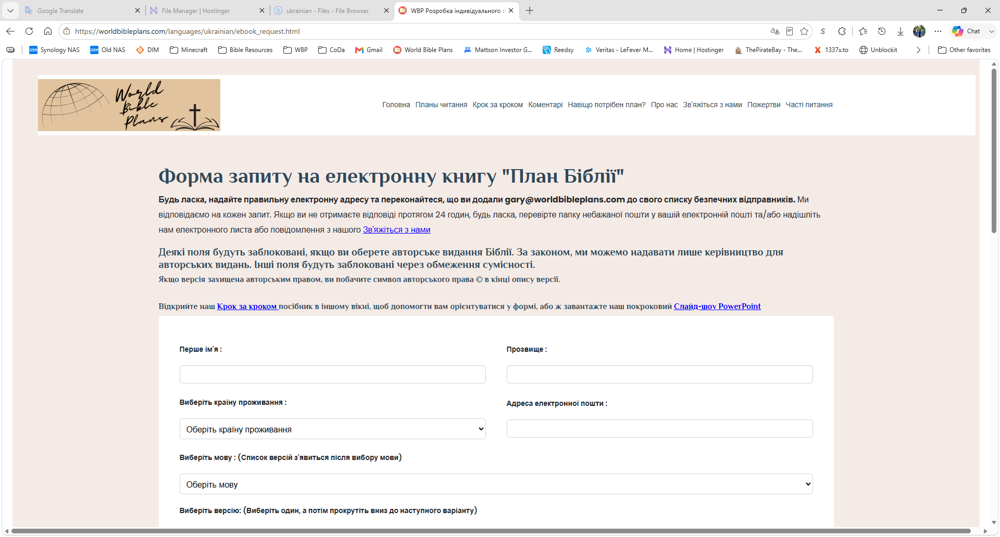 Google Translate
File Manager | Hostinger
ukrainian - Files - File Browser
WBP Розробка індивідуального
https://worldbibleplans.com/languages/ukrainian/ebook_request.html
Chat
Synology NAS
Old NAS
DIM
Minecraft
Bible Resources
WBP
CoDa
Gmail
World Bible Plans
Mattson Investor G...
Reedsy
Veritas - LeFever M...
Home | Hostinger
ThePirateBay - The...
1337x.to
Unblockit
Other favorites
World
Bible
Plans
Головна Планы читання Крок за кроком Коментарі Навіщо потрібен план? Про нас Зв'яжіться з нами Пожертви Часті питання
Форма запиту на електронну книгу "План Біблії"
Будь ласка, надайте правильну електронну адресу та переконайтеся, що ви додали gary@worldbibleplans.com до свого списку безпечних відправників. Ми
відповідаємо на кожен запит. Якщо ви не отримаєте відповіді протягом 24 годин, будь ласка, перевірте папку небажаної пошти у вашій електронній пошті та/або надішліть
нам електронного листа або повідомлення з нашого Зв'яжіться з нами
Деякі поля будуть заблоковані, якщо ви оберете авторське видання Біблії. За законом, ми можемо надавати лише керівництво для
авторських видань. Інші поля будуть заблоковані через обмеження сумісності.
Якщо версія захищена авторським правом, ви побачите символ авторського права © в кінці опису версії.
Відкрийте наш Крок за кроком посібник в іншому вікні, щоб допомогти вам орієнтуватися у формі, або ж завантажте наш покроковий Слайд-шоу PowerPoint
Перше ім'я :
Прозвище :
Виберіть країну проживання :
Адреса електронної пошти :
Оберіть країну проживання
Виберіть мову : (Список версій з'явиться після вибору мови)
Оберіть мову
Виберіть версію: (Виберіть один, а потім прокрутіть вниз до наступного варіанту)